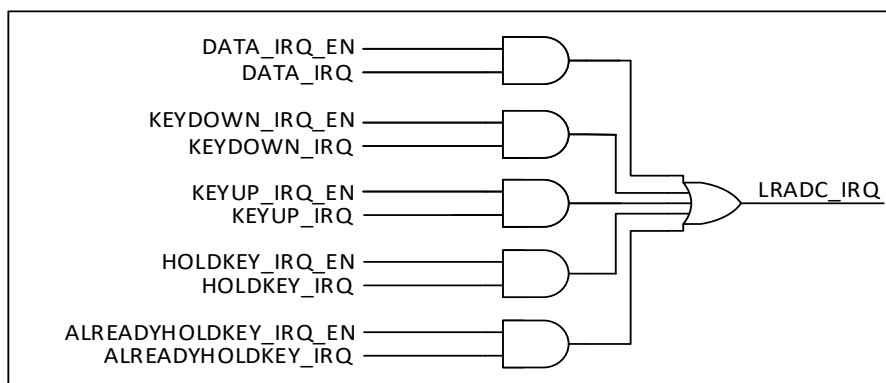 DATA_IRQ_EN
DATA_IRQ
KEYDOWN_IRQ_EN
KEYDOWN_IRQ
LRADC_IRQ
KEYUP_IRQ_EN
KEYUP_IRQ
HOLDKEY_IRQ_EN
HOLDKEY_IRQ
ALREADYHOLDKEY_IRQ_EN
ALREADYHOLDKEY_IRQ